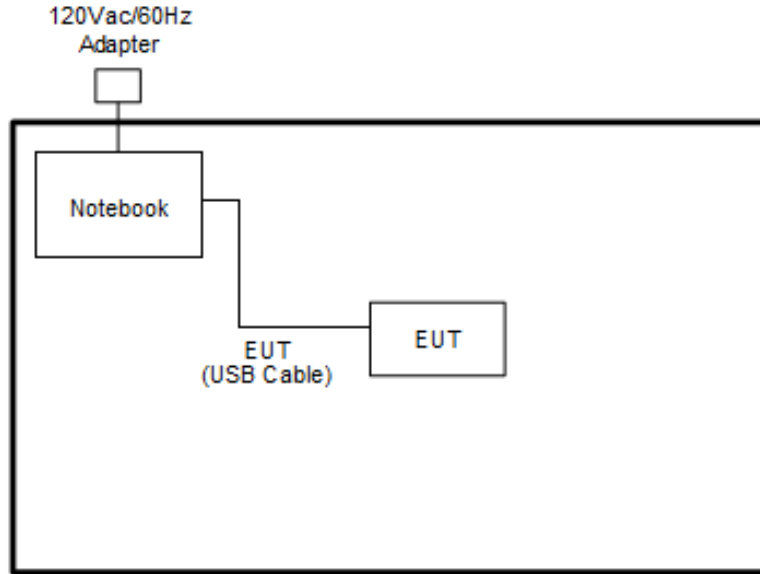 120Vac/60Hz
Adapter
Notebook
EUT
(USB Cable)
EUT